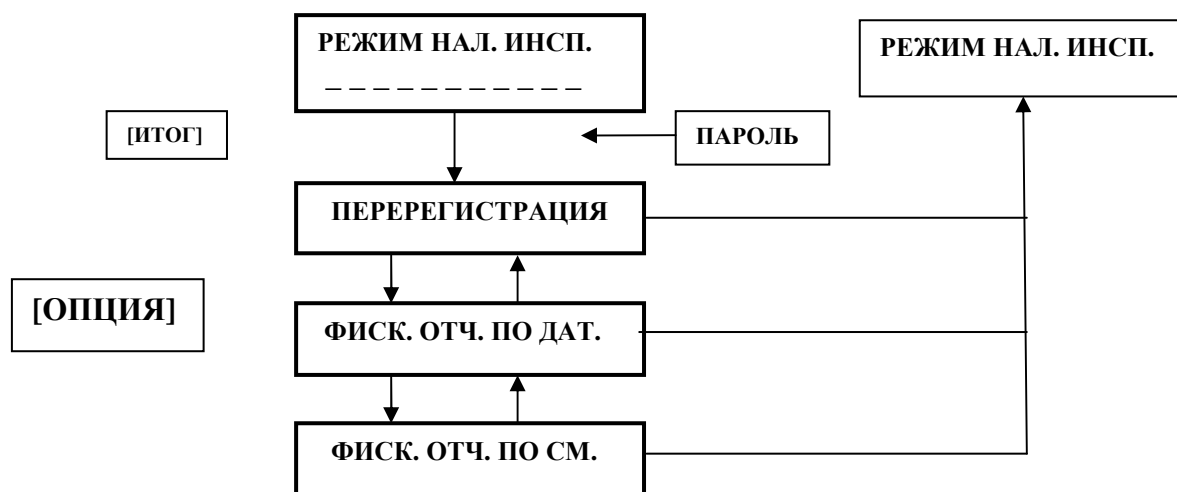 РЕЖИМ НАЛ. ИНСП.
_ _ _ _ _ _ _ _ _ _ _
РЕЖИМ НАЛ. ИНСП.
[ИТОГ]
ПАРОЛЬ
ПЕРЕРЕГИСТРАЦИЯ
[ОПЦИЯ]
ФИСК. ОТЧ. ПО ДАТ.
ФИСК. ОТЧ. ПО СМ.